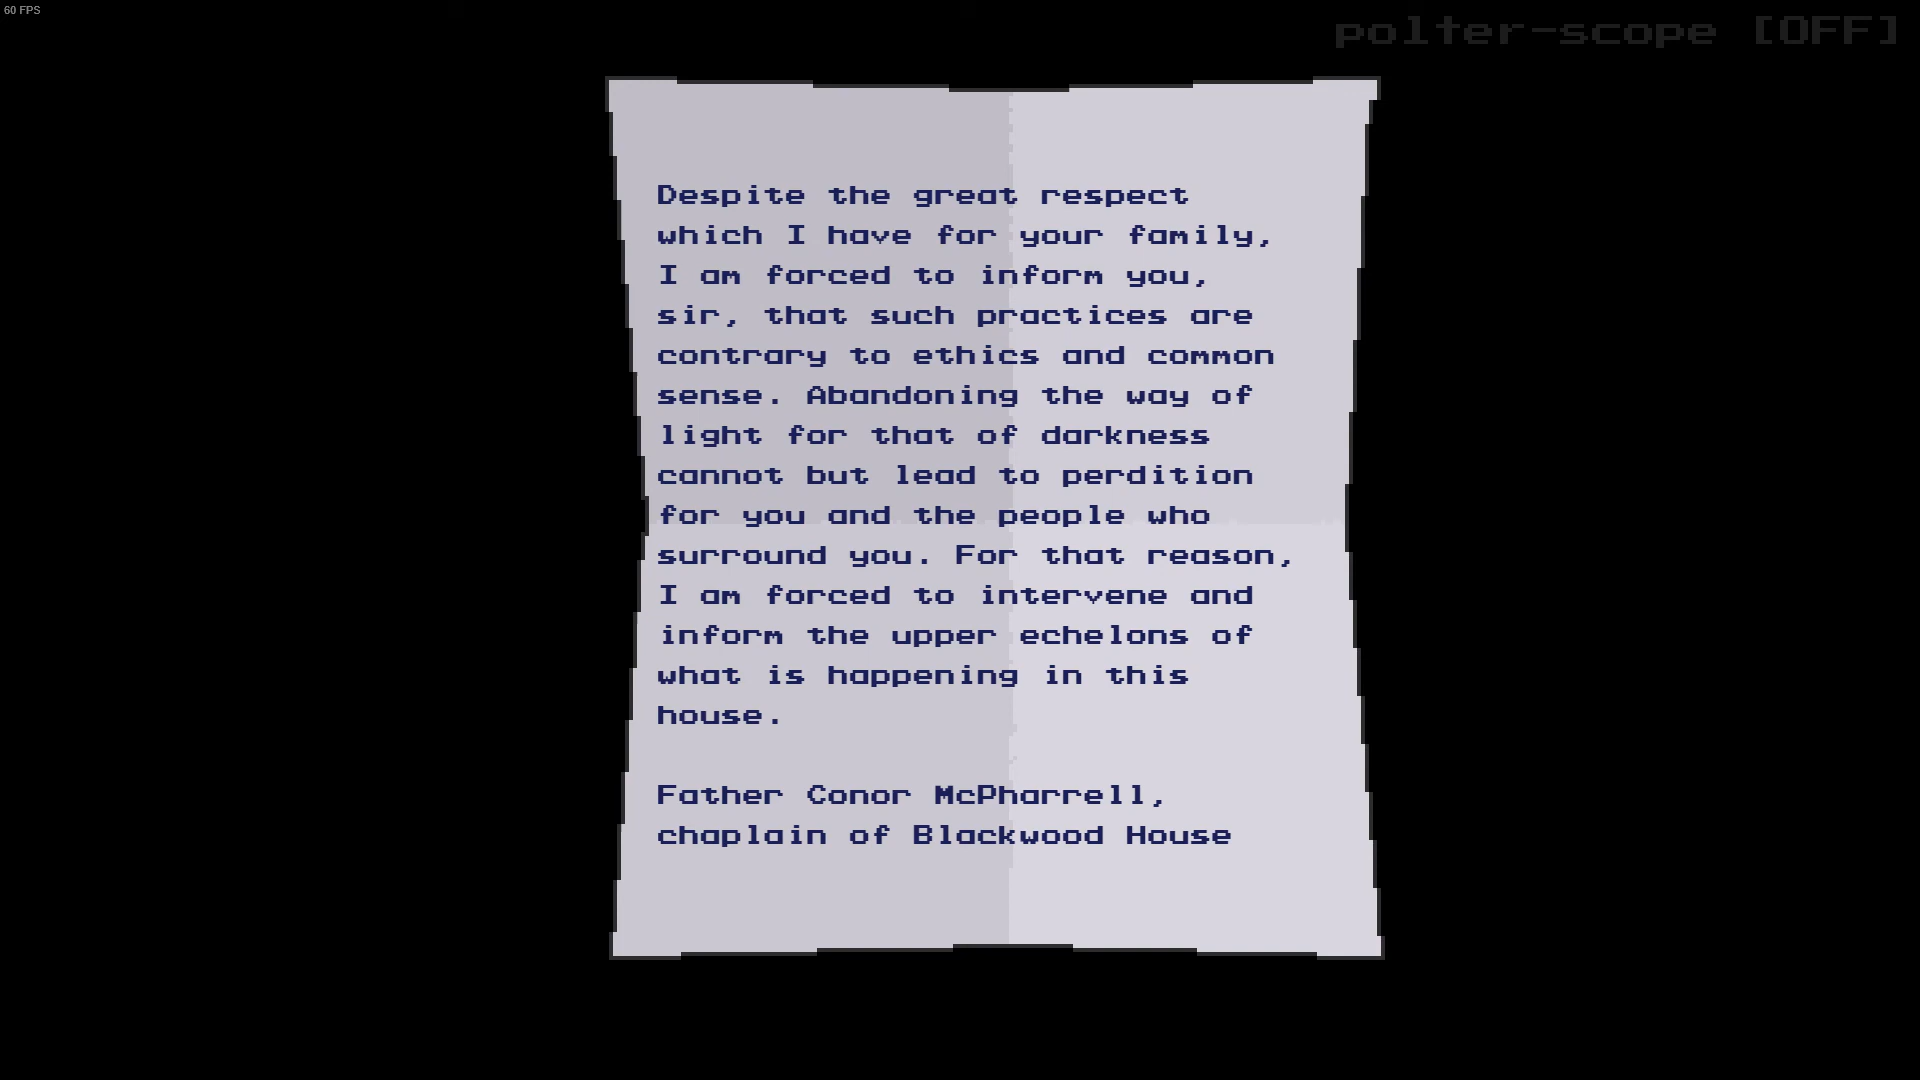 60 FPS
polter-scope [OFF]
Despite the great respect
which I have for your family,
I am forced to inform you,
sir, that such practices are
contrary to ethics and common
sense. Abandoning the way of
light for that of darkness
cannot but lead to perdition
for you and the people who
surround you. For that reason,
I am forced to intervene and
inform the upper echelons of
what is happening in this
house.
Father Conor McPharrell,
chaplain of Blackwood House